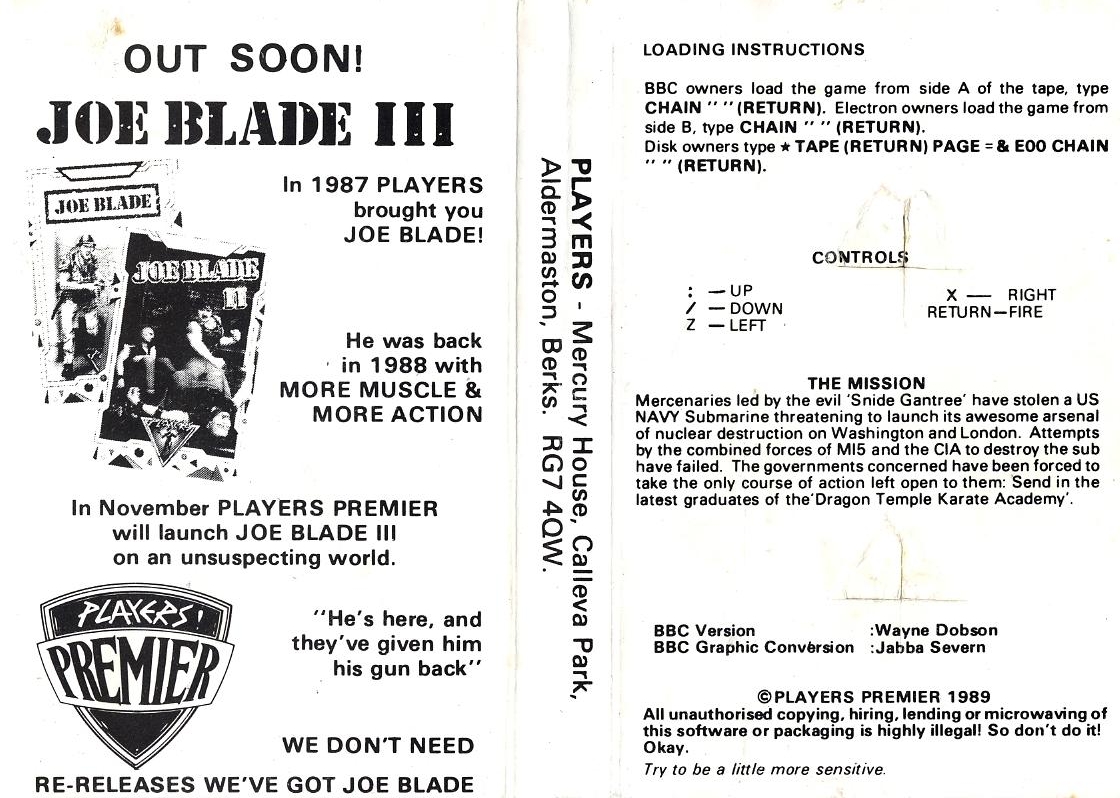 OUT SOON!
JOE BLADE III
JOE BLADE
JOE BLADE
II
In 1987 PLAYERS
brought you
JOE BLADE!
He was back
in 1988 with
MORE MUSCLE &
MORE ACTION
In November PLAYERS PREMIER
will launch JOE BLADE III
on an unsuspecting world.
PLAYERS'
PREMIER
"He's here, and
they've given him
his gun back"
WE DON'T NEED
RE-RELEASES WE'VE GOT JOE BLADE
PLAYERS - Mercury House, Calleva Park,
Aldermaston, Berks. RG7 4QW.
LOADING INSTRUCTIONS
BBC owners load the game from side A of the tape, type
CHAIN " " (RETURN). Electron owners load the game from
side B, type CHAIN " " (RETURN).
Disk owners type * TAPE (RETURN) PAGE = & E00 CHAIN
" " (RETURN).
CONTROLS
: — UP
/ — DOWN
Z — LEFT
X — RIGHT
RETURN—FIRE
THE MISSION
Mercenaries led by the evil 'Snide Gantree' have stolen a US
NAVY Submarine threatening to launch its awesome arsenal
of nuclear destruction on Washington and London. Attempts
by the combined forces of MI5 and the CIA to destroy the sub
have failed. The governments concerned have been forced to
take the only course of action left open to them: Send in the
latest graduates of the 'Dragon Temple Karate Academy'.
BBC Version :Wayne Dobson
BBC Graphic Conversion :Jabba Severn
©PLAYERS PREMIER 1989
All unauthorised copying, hiring, lending or microwaving of
this software or packaging is highly illegal! So don't do it!
Okay.
Try to be a little more sensitive.